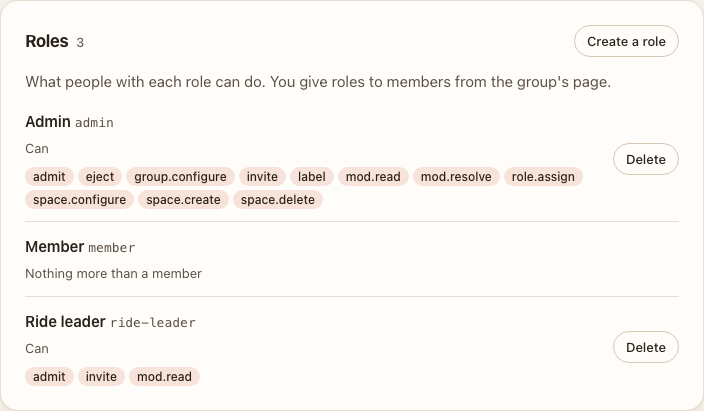 Roles 3
Create a role
What people with each role can do. You give roles to members from the group's page.
Admin admin
Can
admit eject group.configure invite label mod.read mod.resolve role.assign
space.configure space.create space.delete
Delete
Member member
Nothing more than a member
Ride leader ride-leader
Can
admit invite mod.read
Delete